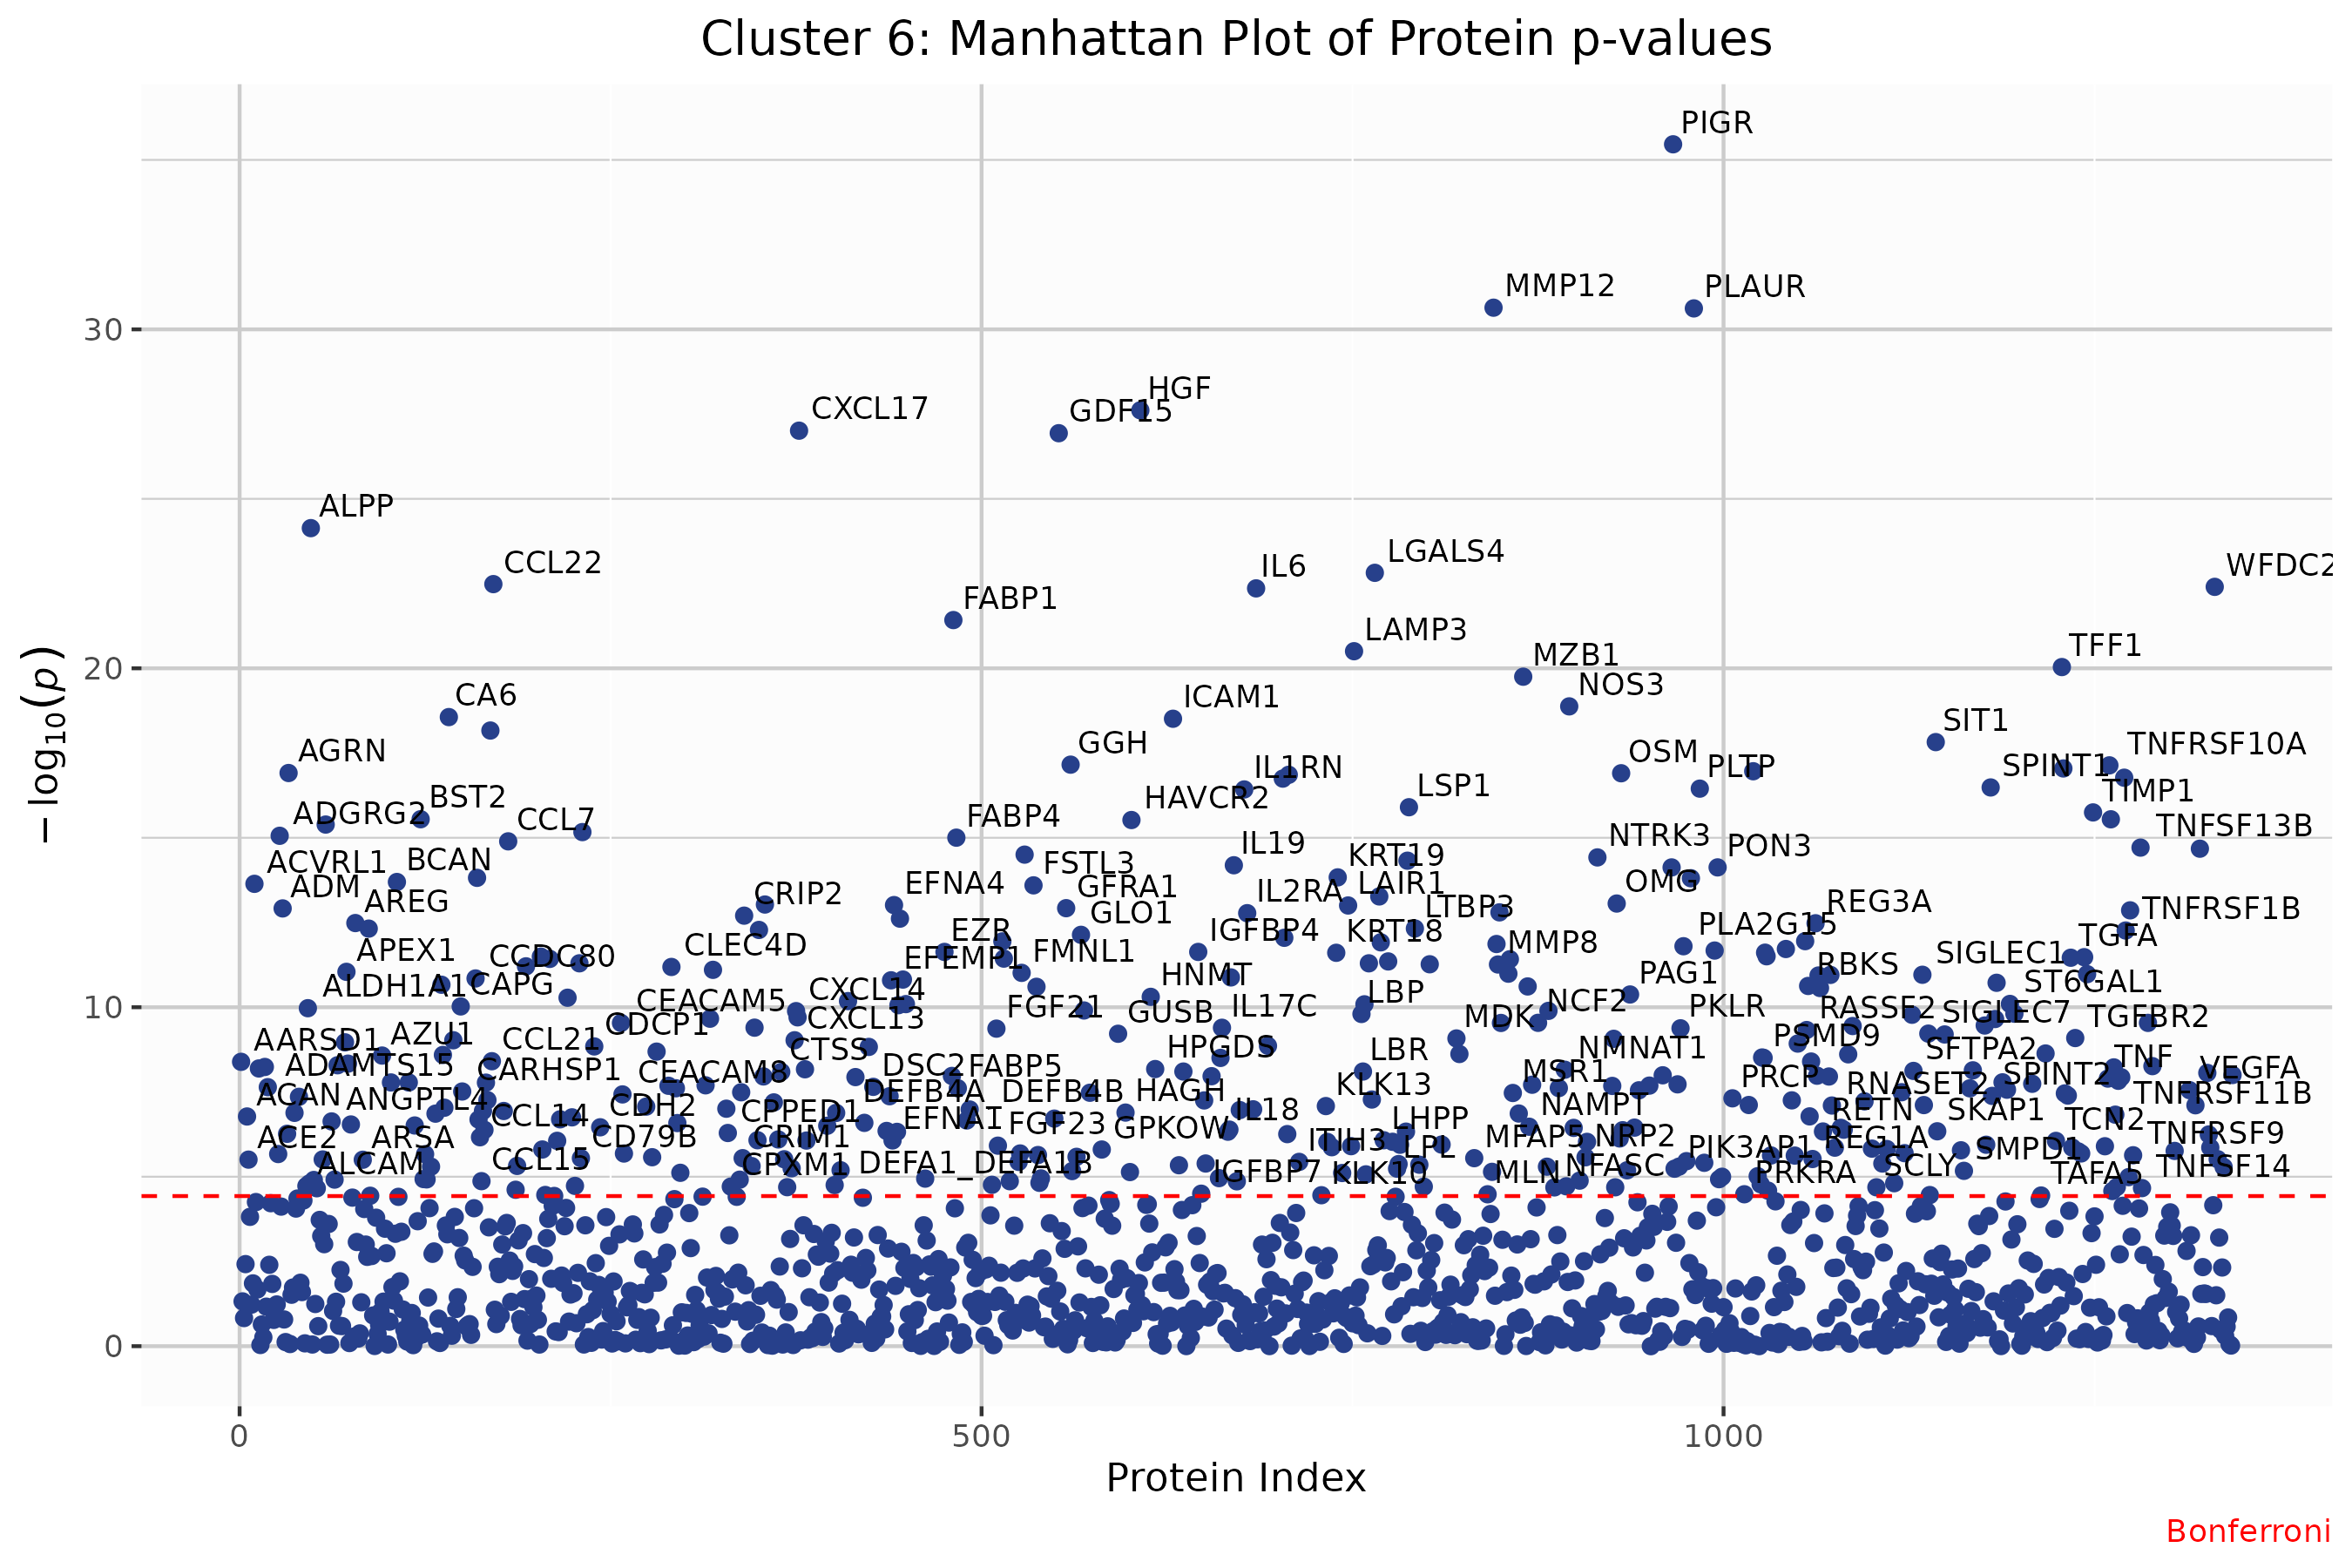 Cluster 6: Manhattan Plot of Protein p-values
PIGR
MMP12 PLAUR
30
HGF
CXCL17 GDF15
ALPP
LGALS4
CCL22 IL6 WFDC2
FABP1
LAMP3
TFF1
20
MZB1
NOS3
CA6 ICAM1
SIT1
AGRN GGH OSM TNFRSF10A
IL1RN PLTP SPINT1
LSP1 TIMP1
BST2 HAVCR2
ADGRG2 CCL7 FABP4 TNFSF13B
IL19 NTRK3 PON3
ACVRL1 BCAN FSTL3 KRT19
ADM CRIP2 EFNA4 GFRA1 IL2RA LAIR1 OMG
AREG GLO1 LTBP3 REG3A TNFRSF1B
EZR IGFBP4 KRT18 PLA2G15 TGFA
APEX1 CCDC80 CLEC4D EFEMP1 FMNL1 MMP8 SIGLEC1
ALDH1A1 CAPG HNMT PAG1 RBKS ST6GAL1
CEACAM5 CXCL14 FGF21 LBP NCF2
10
AARSD1 AZU1 CCL21 CDCP1 CXCL13 GUSB IL17C MDK PKLR RASSF2 SIGLEC7 TGFBR2
CTSS HPGDS LBR NMNAT1 PSMD9 SFTPA2 TNF
ADAMTS15 CARHSP1 CEACAM8 DSC2 FABP5 MSR1 PRCP SPINT2 VEGFA
ACAN ANGPTL4 DEFB4A_DEFB4B HAGH KLK13 RNASET2 TNFRSF11B
CCL14 CDH2 CPPED1 EFNA1 FGF23 GPKOW IL18 LHPP NAMPT RETN SKAP1 TCN2
ACE2 ARSA CD79B CRIM1 ITIH3 LPL MFAP5 NRP2 PIK3AP1 REG1A SMPD1 TNFRSF9
ALCAM CCL15 CPXM1 DEFA1_DEFA1B IGFBP7 KLK10 MLN NFASC PRKRA SCLY TAFA5 TNFSF14
0
0 500 1000
−log10(p)
Protein Index
Bonferroni